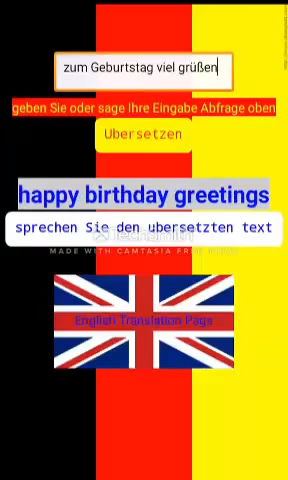 zum Geburtstag viel grüßen
geben Sie oder sage Ihre Eingabe Abfrage oben
Ubersetzen
happy birthday greetings
sprechen Sie den ubersetzten text
TechSmith
MADE WITH CAMTASIA FREE
English Translation Page